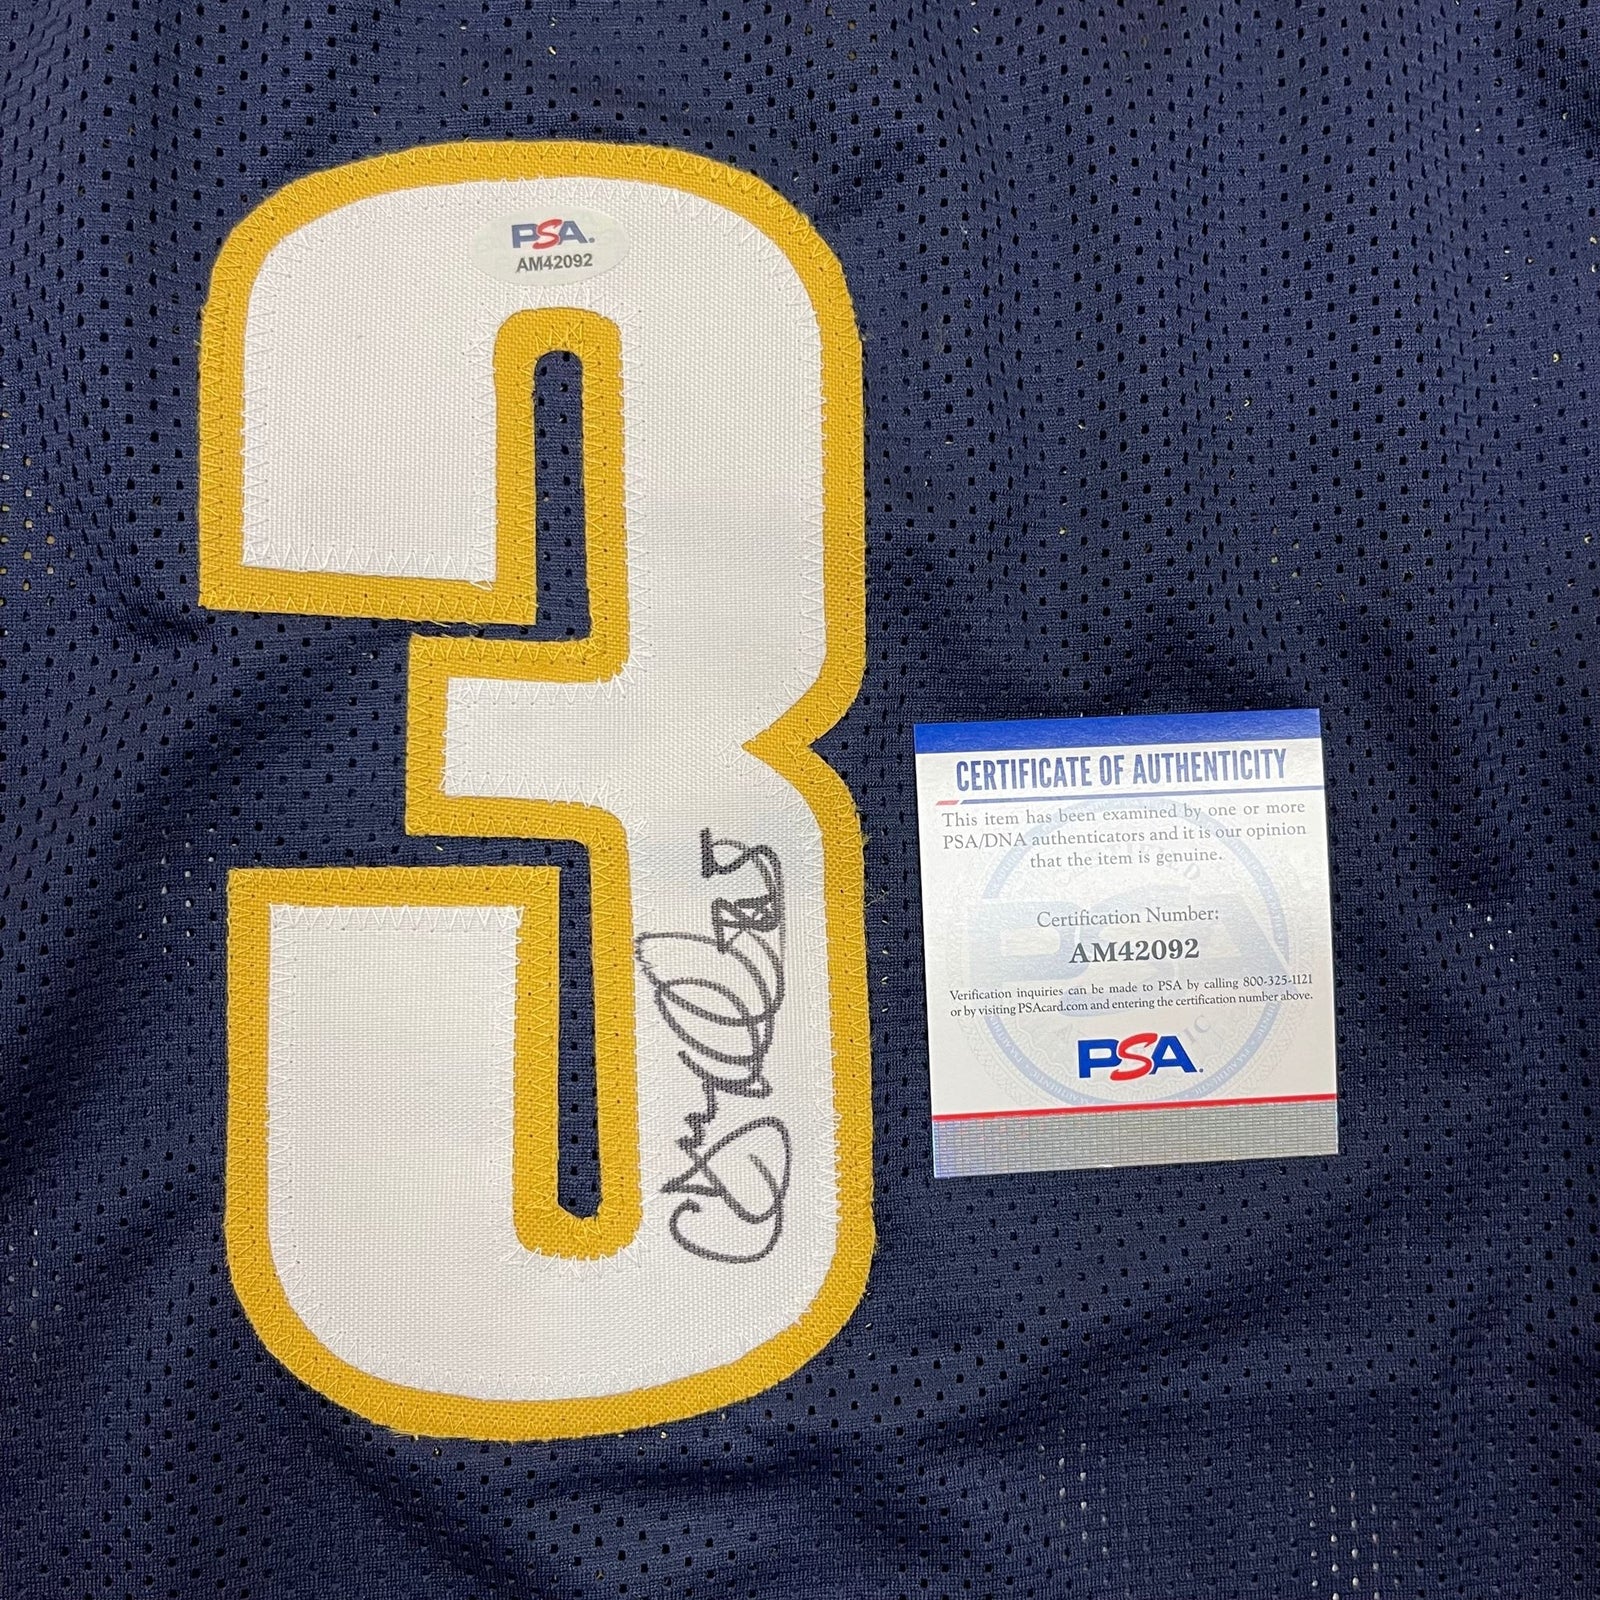 PSA.
AM42092
3
CERTIFICATE OF AUTHENTICITY
This item has been examined by one or more
PSA/DNA authenticators and it is our opinion
that the item is genuine.
Certification Number:
AM42092
Verification inquiries can be made to PSA by calling 800-325-1121
or by visiting PSAcard.com and entering the certification number above.
PSA.